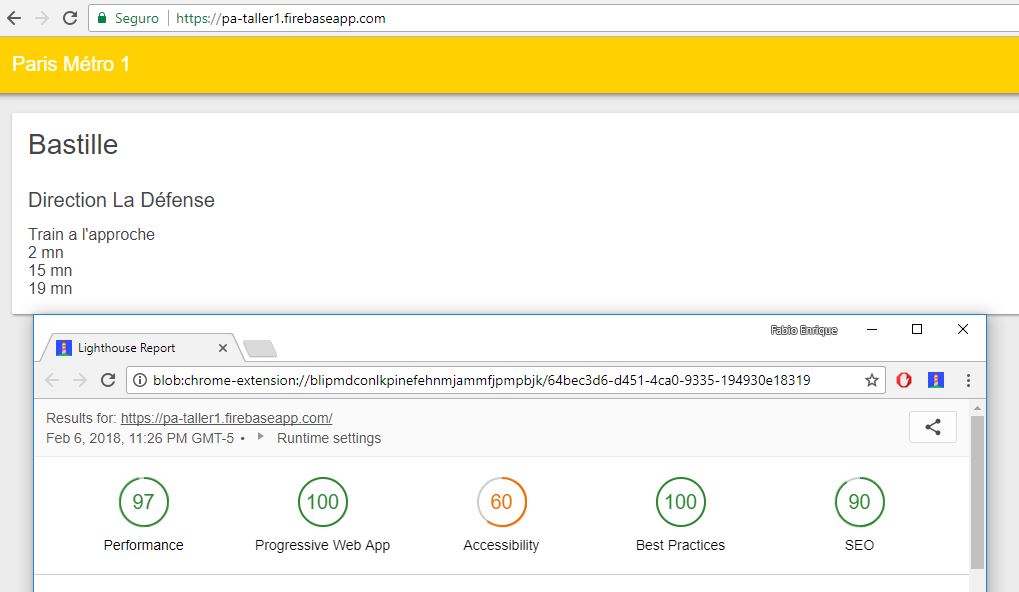 Seguro | https://pa-taller1.firebaseapp.com
Paris Métro 1
Bastille
Direction La Défense
Train a l'approche
2 mn
15 mn
19 mn
Fabio Enrique
Lighthouse Report
blob:chrome-extension://blipmdconlkpinefehnmjammfjpmpbjk/64bec3d6-d451-4ca0-9335-194930e18319
Results for: https://pa-taller1.firebaseapp.com/
Feb 6, 2018, 11:26 PM GMT-5 • Runtime settings
97 100 60 100 90
Performance Progressive Web App Accessibility Best Practices SEO